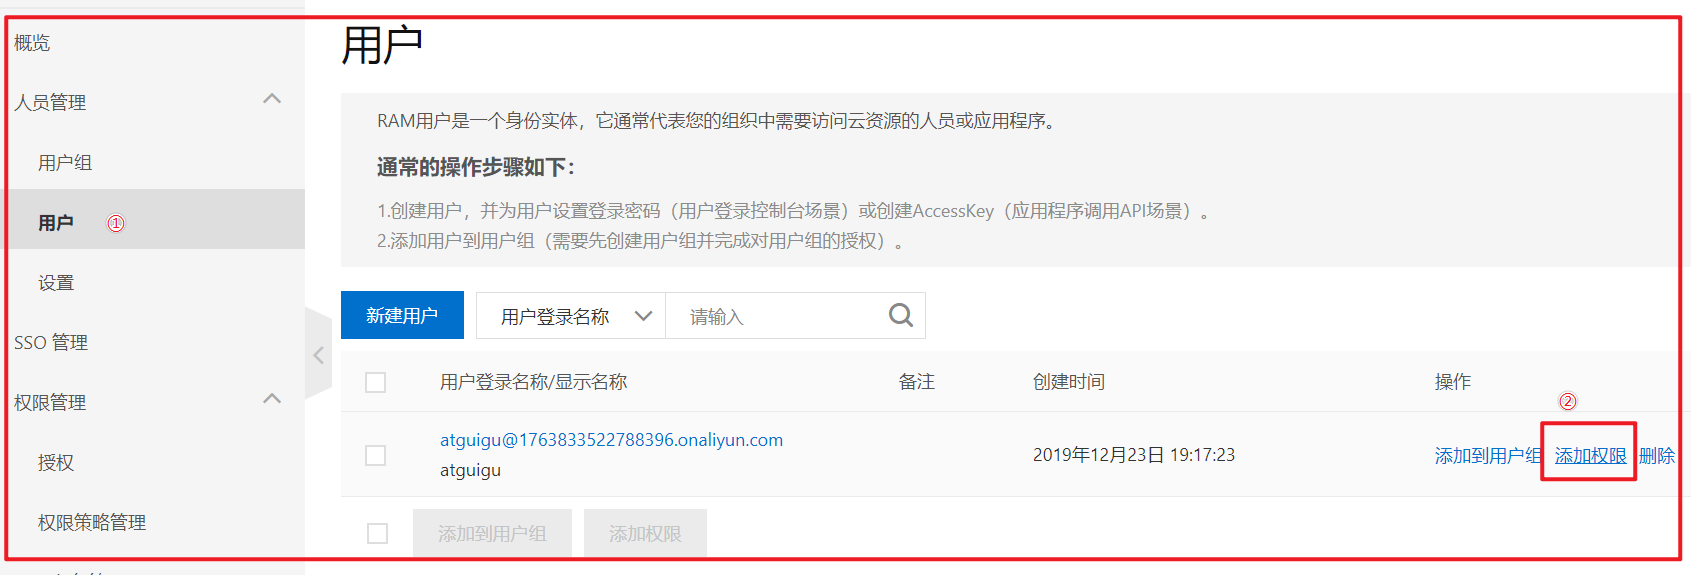 概览
人员管理
用户组
用户 ①
设置
SSO 管理
权限管理
授权
权限策略管理
用户
RAM用户是一个身份实体，它通常代表您的组织中需要访问云资源的人员或应用程序。
通常的操作步骤如下：
1.创建用户，并为用户设置登录密码（用户登录控制台场景）或创建AccessKey（应用程序调用API场景）。
2.添加用户到用户组（需要先创建用户组并完成对用户组的授权）。
新建用户 用户登录名称 请输入
用户登录名称/显示名称 备注 创建时间 操作
②
atguigu@1763833522788396.onaliyun.com
atguigu
2019年12月23日 19:17:23 添加到用户组 添加权限 删除
添加到用户组 添加权限